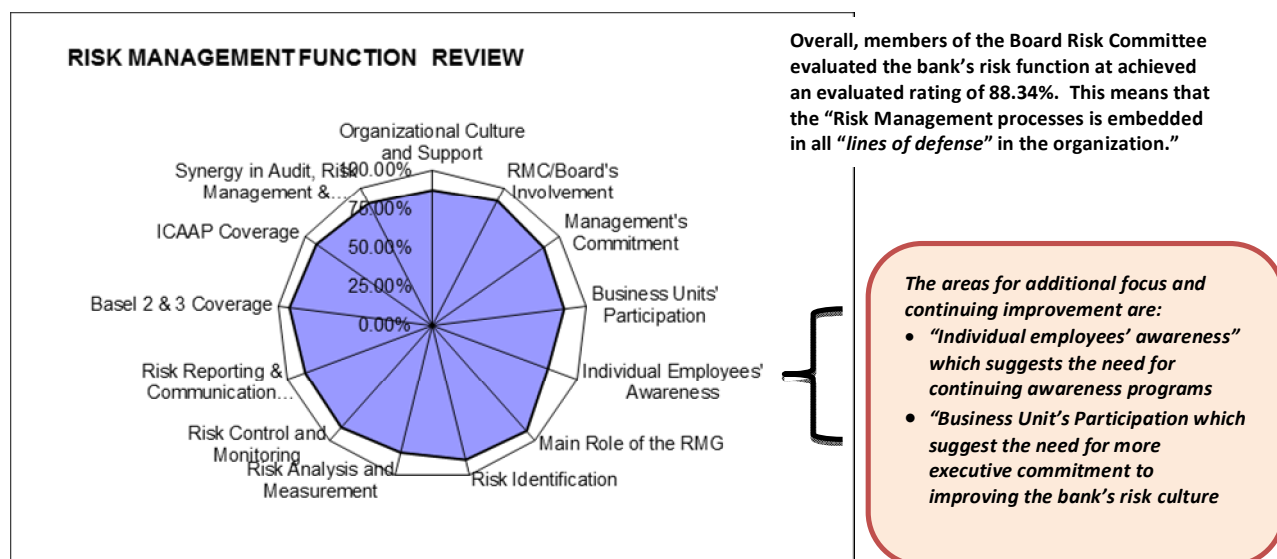 RISK MANAGEMENT FUNCTION REVIEW
Overall, members of the Board Risk Committee
evaluated the bank’s risk function at achieved
an evaluated rating of 88.34%. This means that
the “Risk Management processes is embedded
in all “lines of defense” in the organization.”
Organizational Culture
and Support
RMC/Board's
Involvement
Management's
Commitment
Business Units'
Participation
Individual Employees'
Awareness
Main Role of the RMG
Risk Identification
Risk Analysis and
Measurement
Risk Control and
Monitoring
Risk Reporting &
Communication...
Basel 2 & 3 Coverage
ICAAP Coverage
Synergy in Audit, Risk
Management &...
100.00%
75.00%
50.00%
25.00%
0.00%
The areas for additional focus and
continuing improvement are:
• “Individual employees’ awareness”
which suggests the need for
continuing awareness programs
• “Business Unit’s Participation which
suggest the need for more
executive commitment to
improving the bank’s risk culture